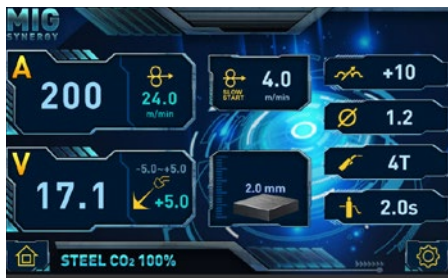 MIG
SYNERGY
A
200
24.0
m/min
SLOW
START
4.0
m/min
+10
1.2
V
17.1
-5.0~+5.0
+5.0
2.0 mm
4T
2.0s
STEEL CO₂ 100%